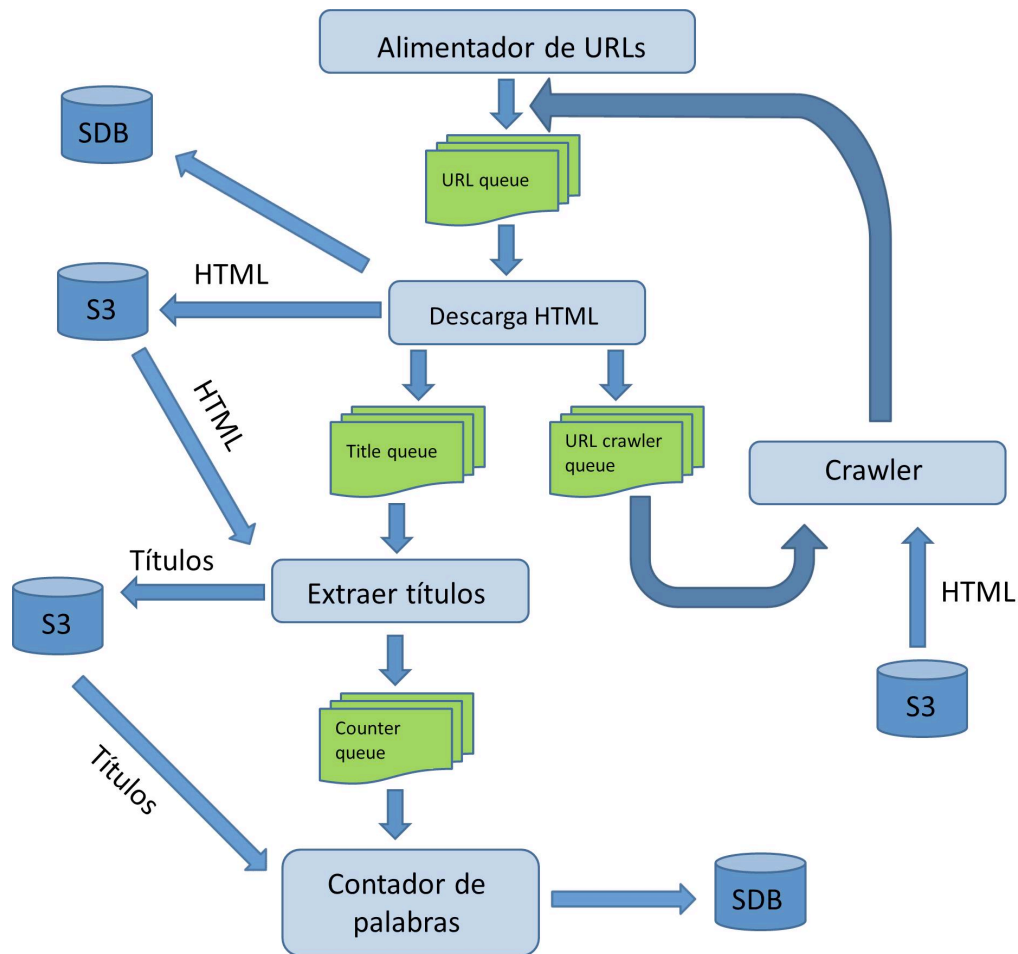 Alimentador de URLs
SDB
URL queue
HTML
S3
Descarga HTML
HTML
Title queue
URL crawler
queue
Crawler
Títulos
Extraer títulos
HTML
S3
S3
Counter
queue
Títulos
Contador de
palabras
SDB